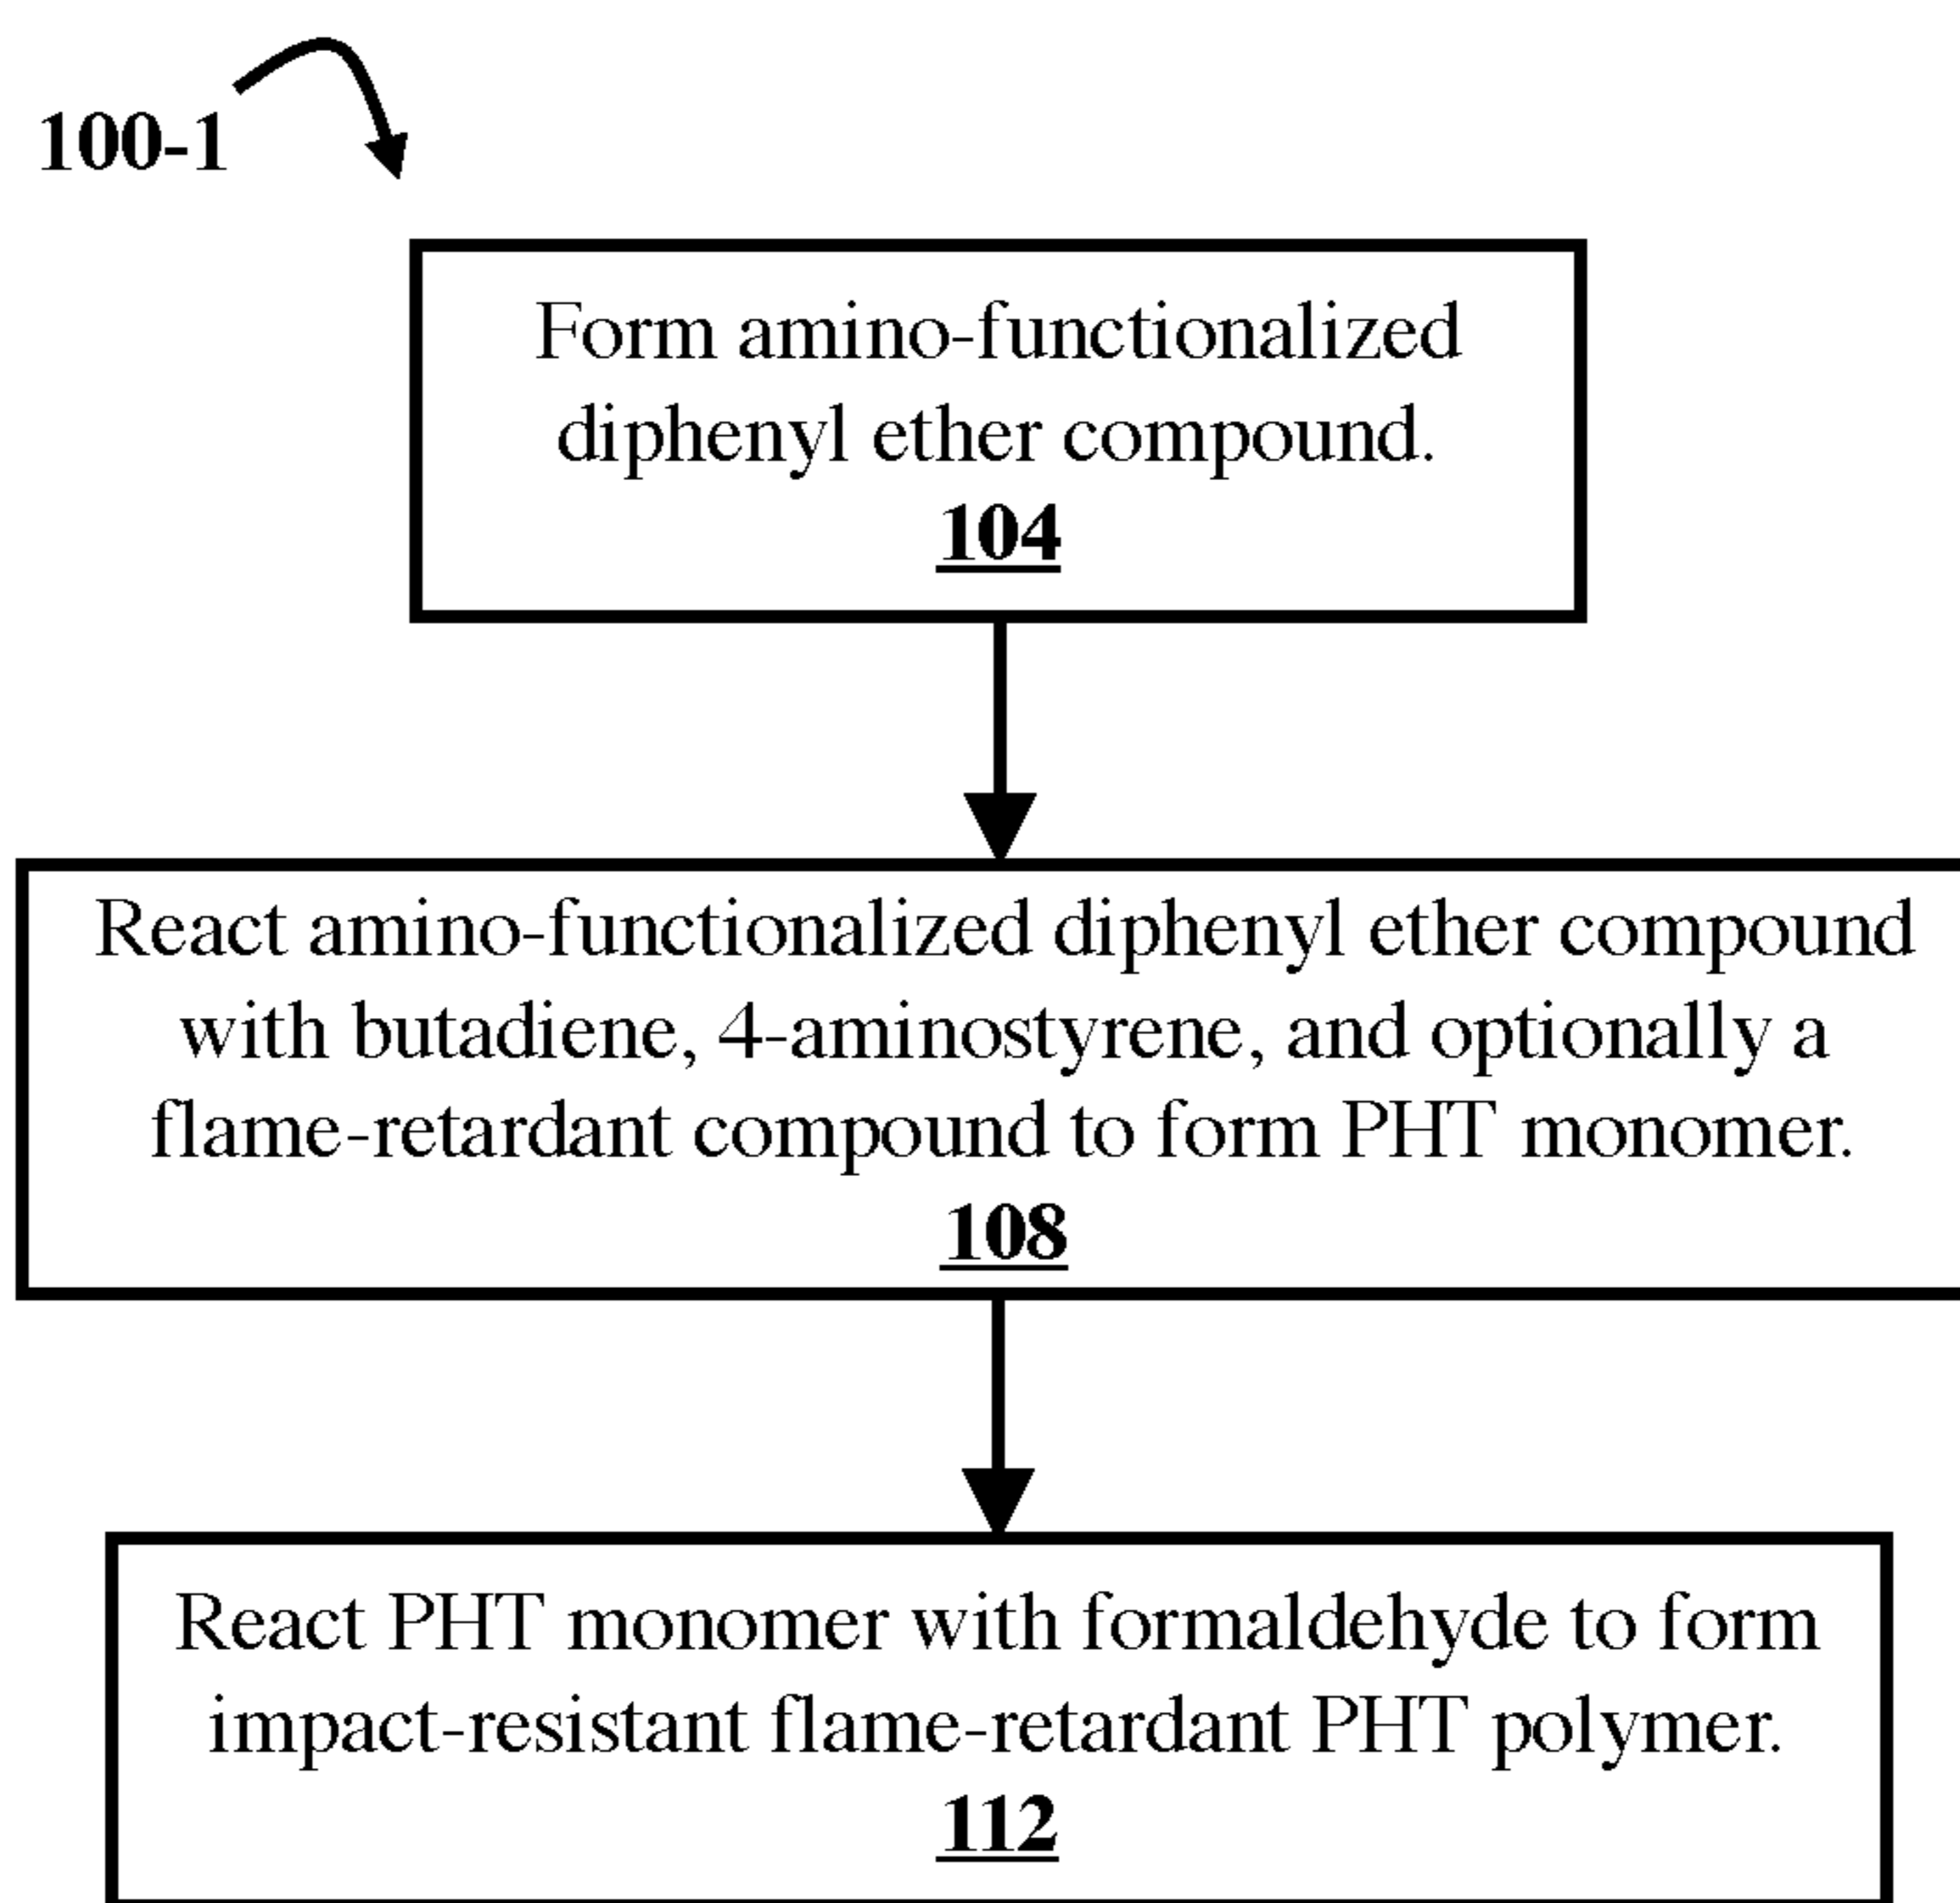 100-1
Form amino-functionalized
diphenyl ether compound.
104
React amino-functionalized diphenyl ether compound
with butadiene, 4-aminostyrene, and optionally a
flame-retardant compound to form PHT monomer.
108
React PHT monomer with formaldehyde to form
impact-resistant flame-retardant PHT polymer.
112